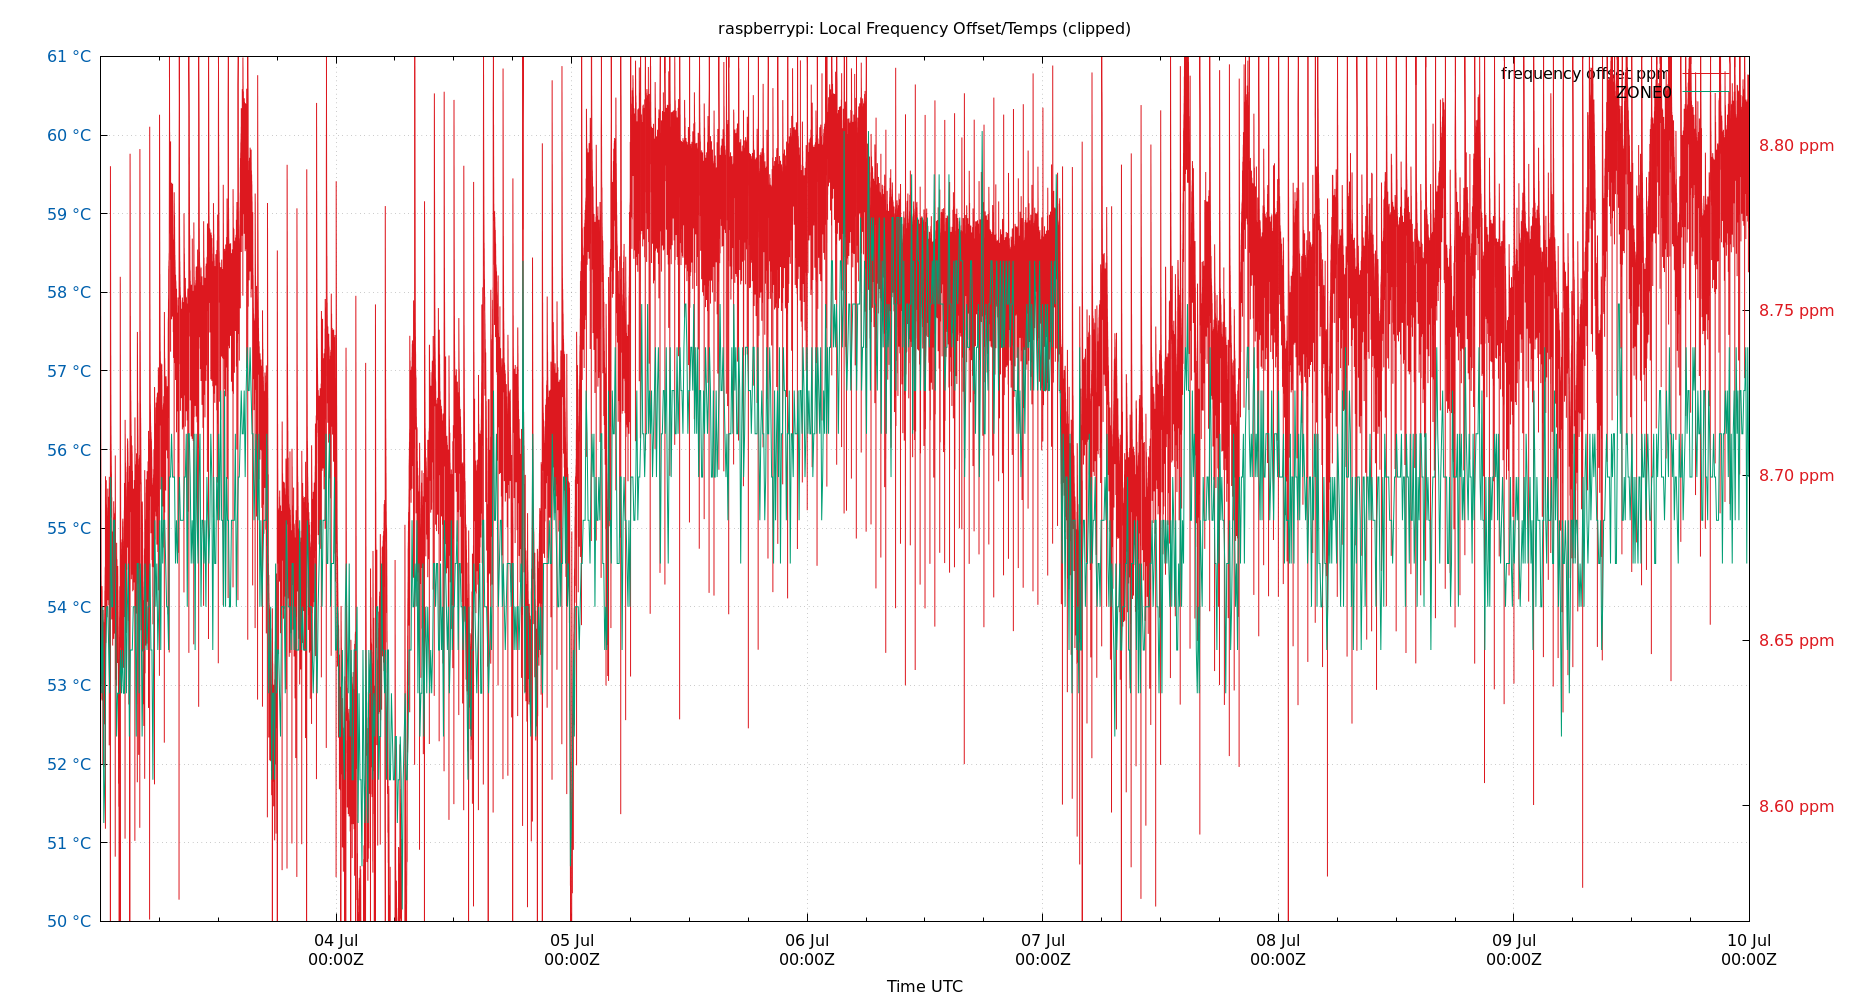 raspberrypi: Local Frequency Offset/Temps (clipped)
61 °C
60 °C
59 °C
58 °C
57 °C
56 °C
55 °C
54 °C
53 °C
52 °C
51 °C
50 °C
frequency offset ppm
ZONE0
8.80 ppm
8.75 ppm
8.70 ppm
8.65 ppm
8.60 ppm
04 Jul
00:00Z
05 Jul
00:00Z
06 Jul
00:00Z
07 Jul
00:00Z
08 Jul
00:00Z
09 Jul
00:00Z
10 Jul
00:00Z
Time UTC